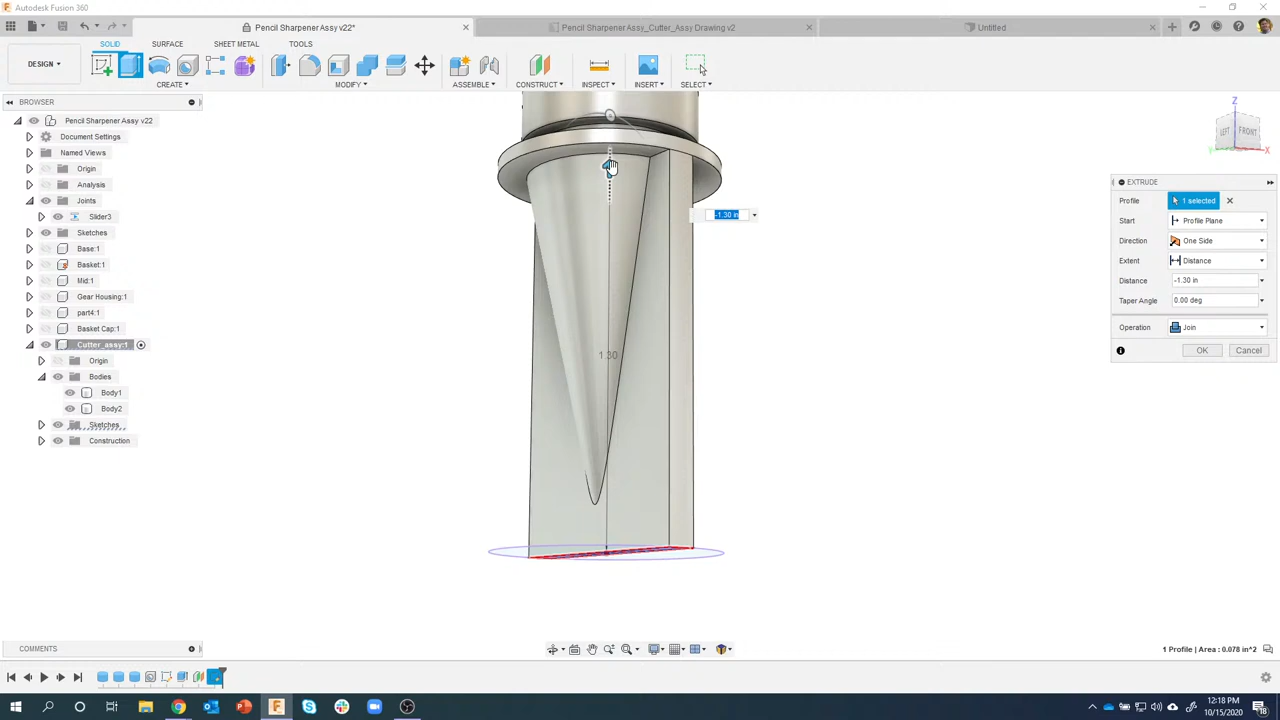 Autodesk Fusion 360
Pencil Sharpener Assy v22*
Pencil Sharpener Assy_Cutter_Assy Drawing v2
Untitled
SOLID
SURFACE
SHEET METAL
TOOLS
DESIGN
CREATE
MODIFY
ASSEMBLE
CONSTRUCT
INSPECT
INSERT
SELECT
BROWSER
Pencil Sharpener Assy v22
Document Settings
Named Views
Origin
Analysis
Joints
Slider3
Sketches
Base:1
Basket:1
Mid:1
Gear Housing:1
part4:1
Basket Cap:1
Cutter_assy:1
Origin
Bodies
Body1
Body2
Sketches
Construction
-1.30 in
1.30
Z
LEFT
FRONT
Y
X
EXTRUDE
Profile 1 selected
Start Profile Plane
Direction One Side
Extent Distance
Distance -1.30 in
Taper Angle 0.00 deg
Operation Join
OK Cancel
COMMENTS
1 Profile | Area : 0.078 in^2
12:18 PM
10/15/2020
18